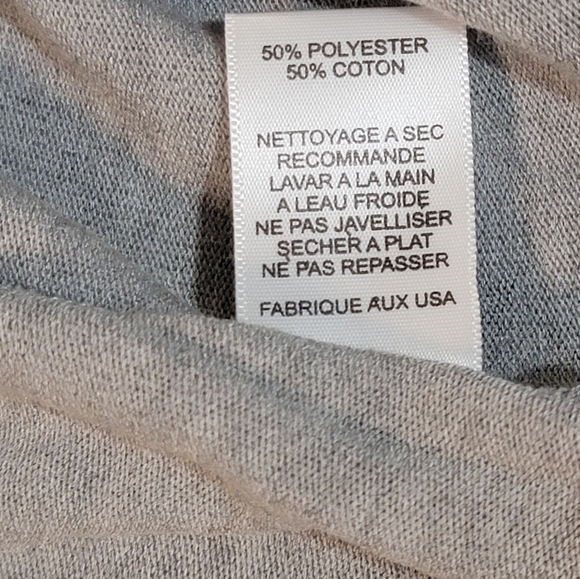 50% POLYESTER
50% COTON
NETTOYAGE A SEC
RECOMMANDE
LAVAR A LA MAIN
A LEAU FROIDE
NE PAS JAVELLISER
SECHER A PLAT
NE PAS REPASSER
FABRIQUE AUX USA